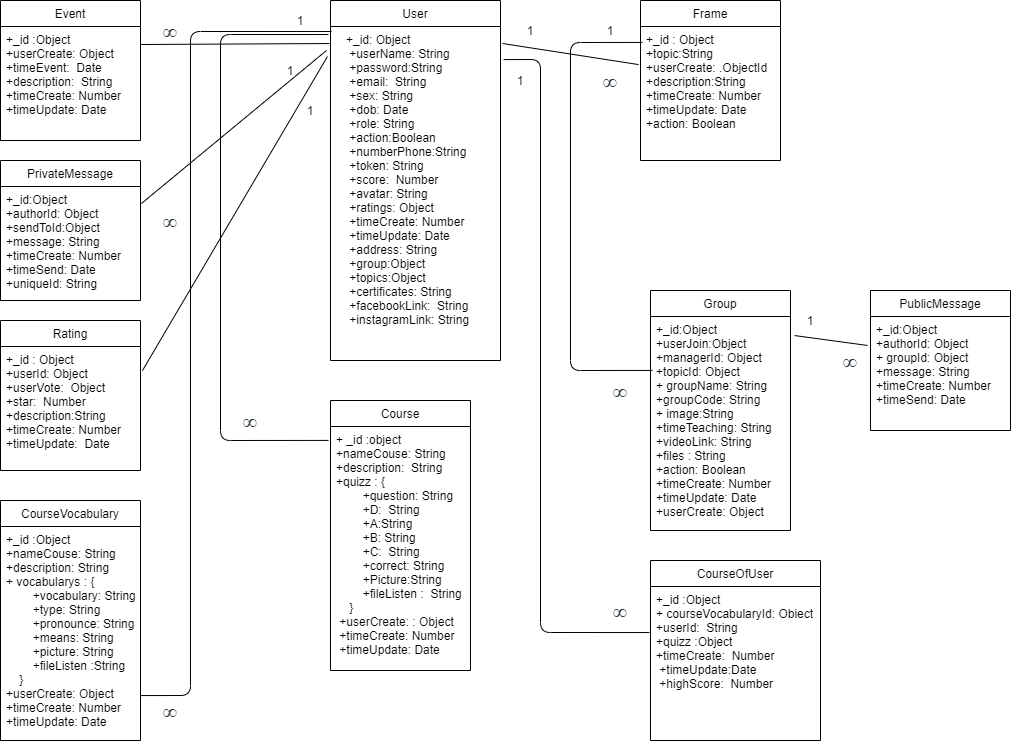 Event
+_id :Object
+userCreate: Object
+timeEvent: Date
+description: String
+timeCreate: Number
+timeUpdate: Date
∞
1
User
+_id: Object
+userName: String
+password:String
+email: String
+sex: String
+dob: Date
+role: String
+action:Boolean
+numberPhone:String
+token: String
+score: Number
+avatar: String
+ratings: Object
+timeCreate: Number
+timeUpdate: Date
+address: String
+group:Object
+topics:Object
+certificates: String
+facebookLink: String
+instagramLink: String
1
1
Frame
+_id : Object
+topic:String
+userCreate: .ObjectId
+description:String
+timeCreate: Number
+timeUpdate: Date
+action: Boolean
∞
1
1
1
PrivateMessage
+_id:Object
+authorId: Object
+sendToId:Object
+message: String
+timeCreate: Number
+timeSend: Date
+uniqueId: String
∞
Rating
+_id : Object
+userId: Object
+userVote: Object
+star: Number
+description:String
+timeCreate: Number
+timeUpdate: Date
Group
+_id:Object
+userJoin:Object
+managerId: Object
+topicId: Object
+ groupName: String
+groupCode: String
+ image:String
+timeTeaching: String
+videoLink: String
+files : String
+action: Boolean
+timeCreate: Number
+timeUpdate: Date
+userCreate: Object
∞
1
∞
PublicMessage
+_id:Object
+authorId: Object
+ groupId: Object
+message: String
+timeCreate: Number
+timeSend: Date
∞
Course
+ _id :object
+nameCouse: String
+description: String
+quizz : {
+question: String
+D: String
+A:String
+B: String
+C: String
+correct: String
+Picture:String
+fileListen : String
}
+userCreate: : Object
+timeCreate: Number
+timeUpdate: Date
CourseVocabulary
+_id :Object
+nameCouse: String
+description: String
+ vocabularys : {
+vocabulary: String
+type: String
+pronounce: String
+means: String
+picture: String
+fileListen :String
}
+userCreate: Object
+timeCreate: Number
+timeUpdate: Date
∞
∞
CourseOfUser
+_id :Object
+ courseVocabularyId: Object
+userId: String
+quizz :Object
+timeCreate: Number
+timeUpdate:Date
+highScore: Number